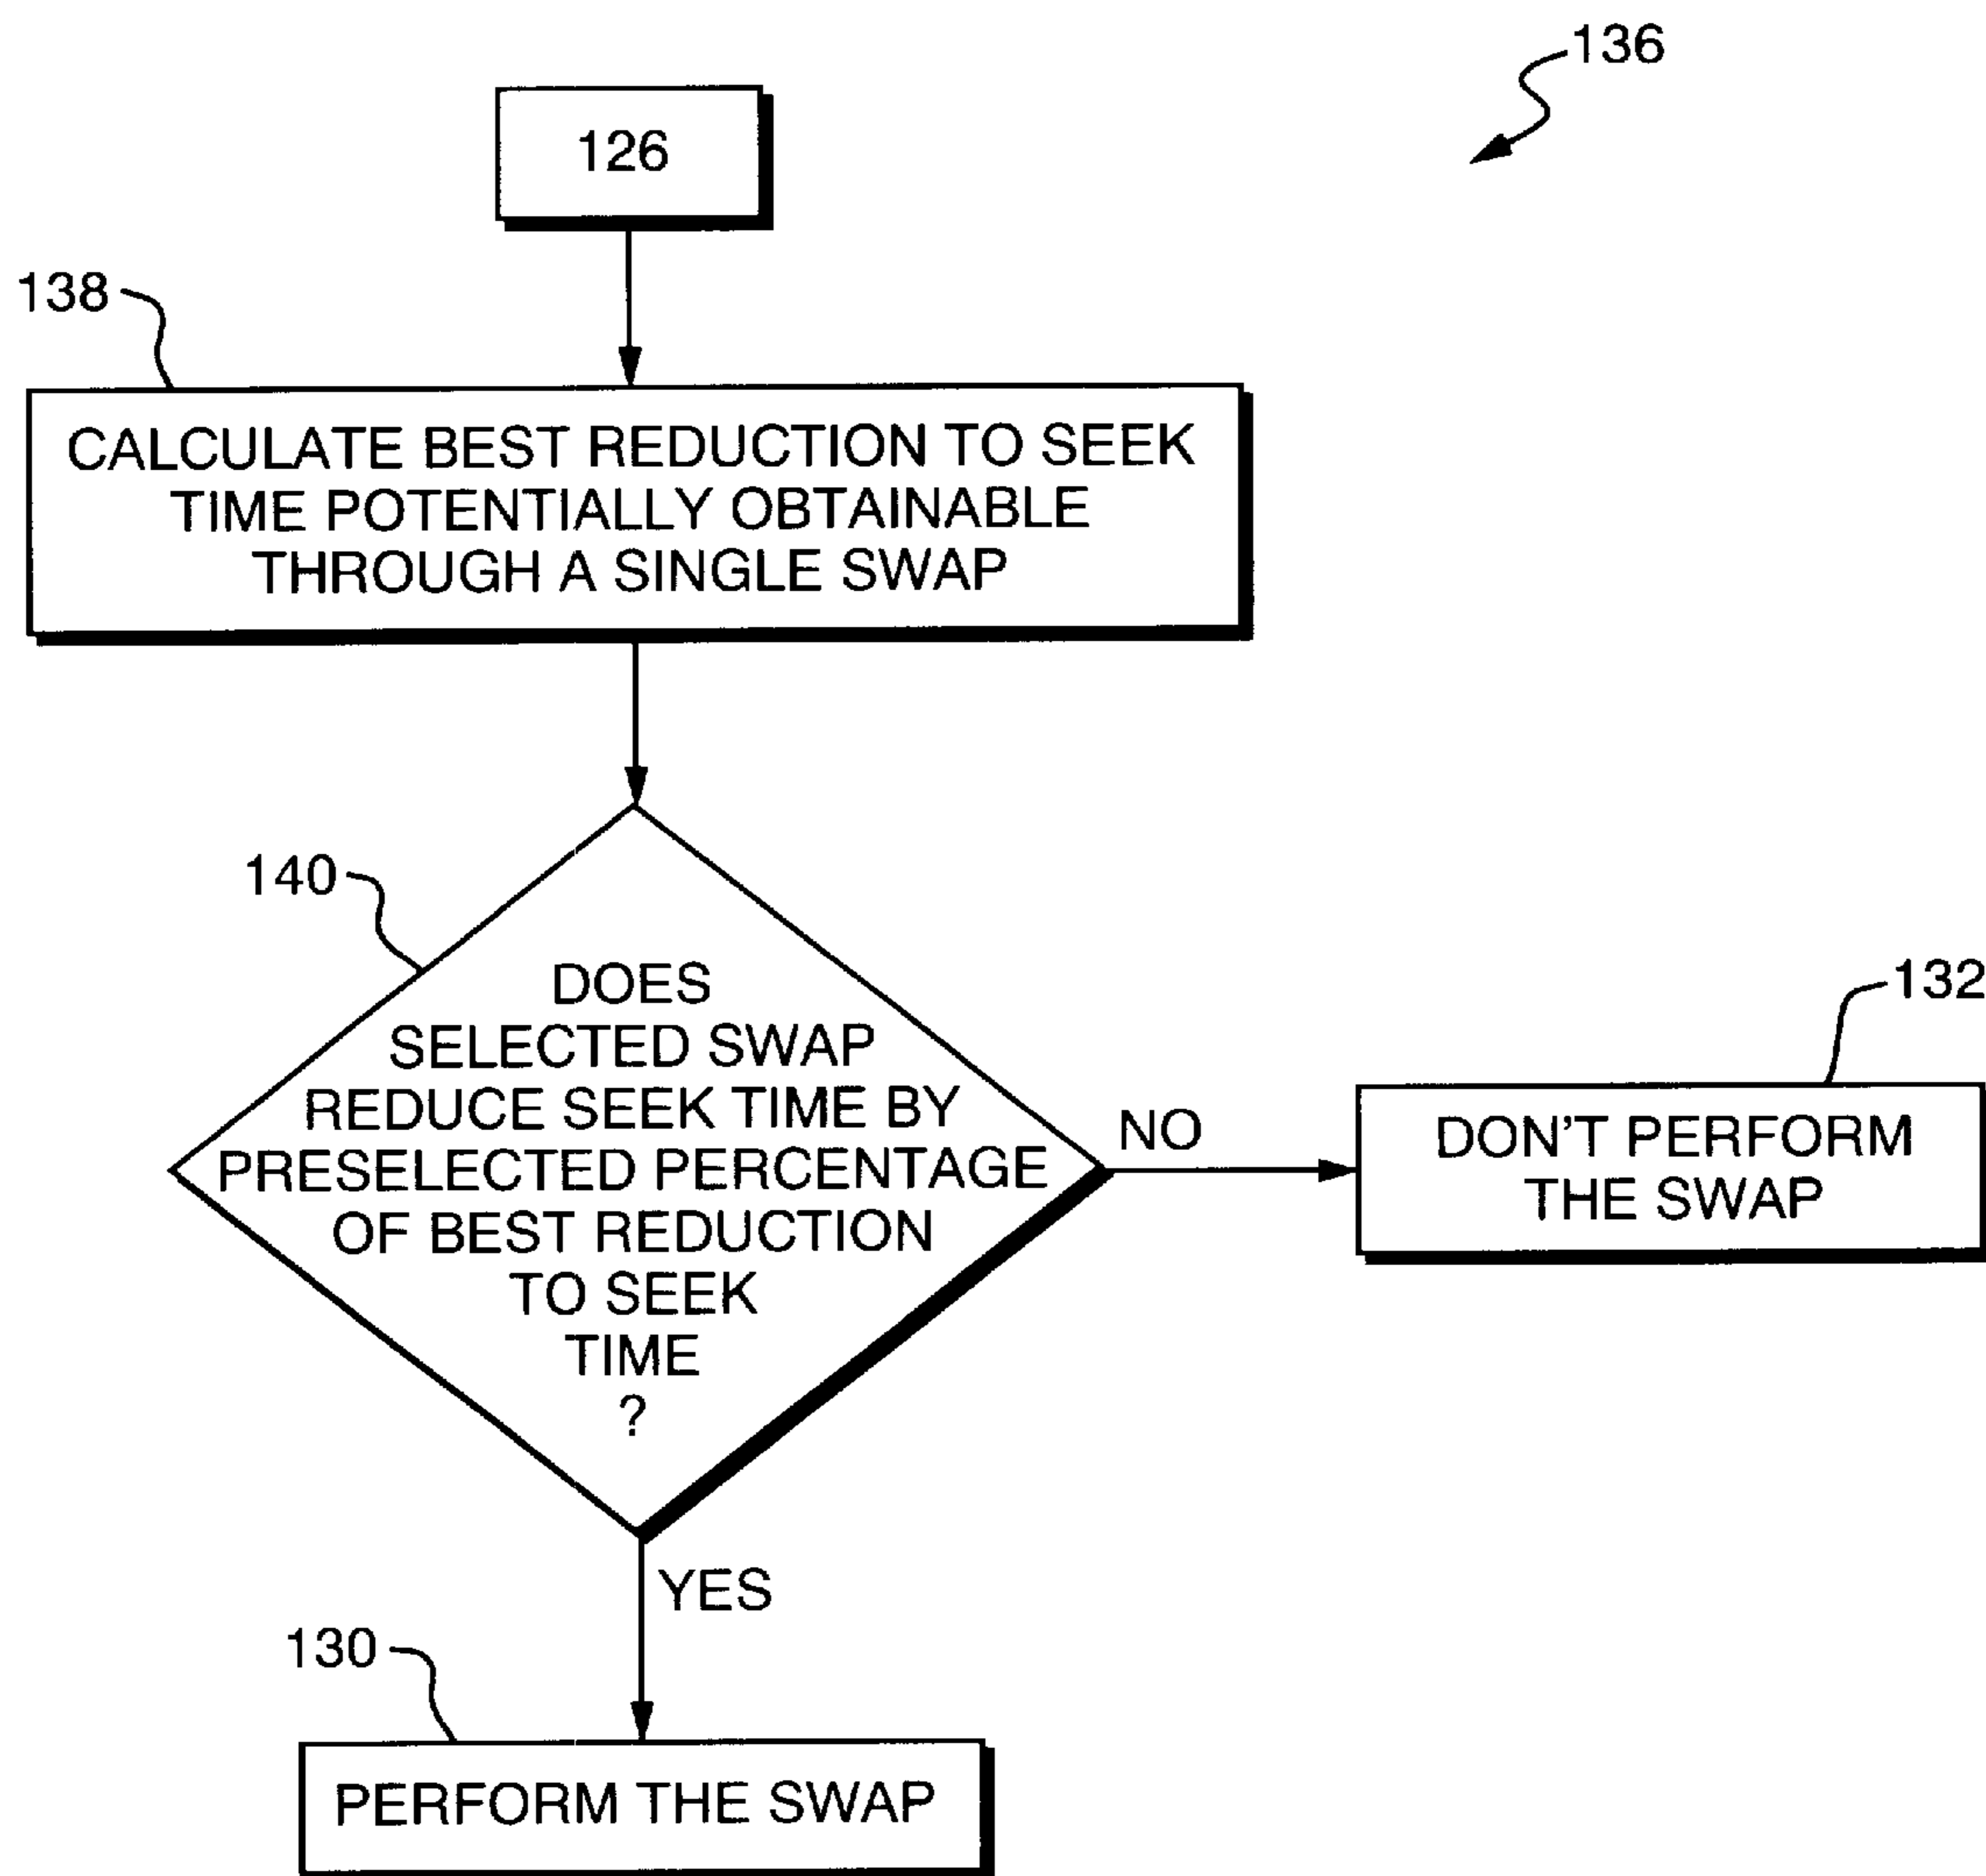 136
126
138
CALCULATE BEST REDUCTION TO SEEK
TIME POTENTIALLY OBTAINABLE
THROUGH A SINGLE SWAP
140
DOES
SELECTED SWAP
REDUCE SEEK TIME BY
PRESELECTED PERCENTAGE
OF BEST REDUCTION
TO SEEK
TIME
?
NO
132
DON'T PERFORM
THE SWAP
YES
130
PERFORM THE SWAP